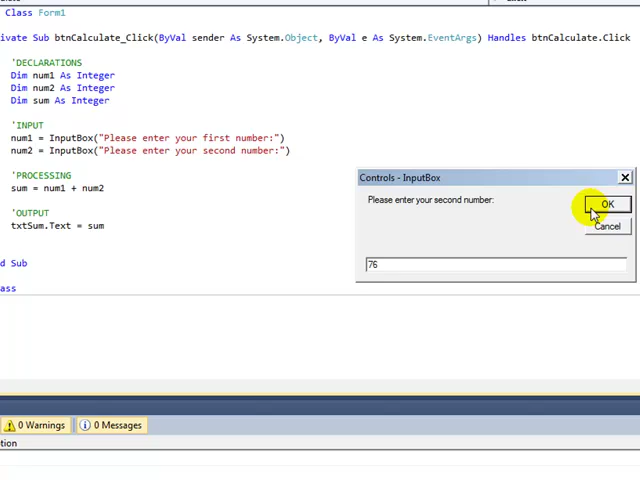 Class Form1
ivate Sub btnCalculate_Click(ByVal sender As System.Object, ByVal e As System.EventArgs) Handles btnCalculate.Click
'DECLARATIONS
Dim num1 As Integer
Dim num2 As Integer
Dim sum As Integer
'INPUT
num1 = InputBox("Please enter your first number:")
num2 = InputBox("Please enter your second number:")
'PROCESSING
sum = num1 + num2
'OUTPUT
txtSum.Text = sum
d Sub
ass
Controls - InputBox
Please enter your second number:
OK
Cancel
76
0 Warnings
0 Messages
tion